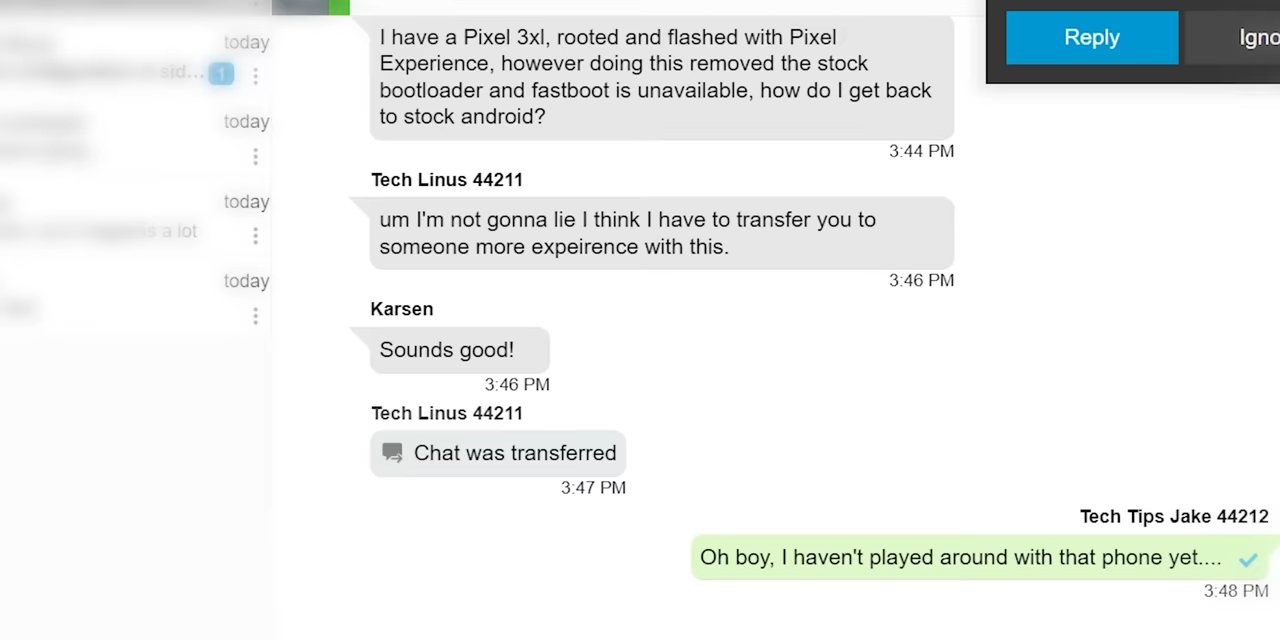 today
sid...
1
today
today
s a lot
today
Reply
Igno
I have a Pixel 3xl, rooted and flashed with Pixel
Experience, however doing this removed the stock
bootloader and fastboot is unavailable, how do I get back
to stock android?
3:44 PM
Tech Linus 44211
um I'm not gonna lie I think I have to transfer you to
someone more expeirence with this.
3:46 PM
Karsen
Sounds good!
3:46 PM
Tech Linus 44211
Chat was transferred
3:47 PM
Tech Tips Jake 44212
Oh boy, I haven't played around with that phone yet....
3:48 PM